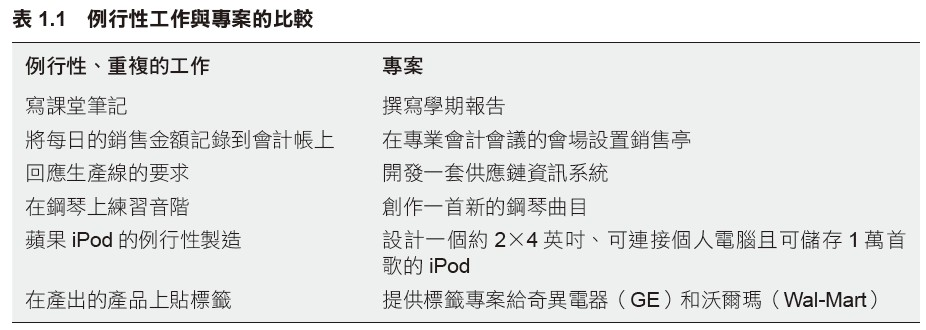 表 1.1 例行性工作與專案的比較
例行性、重複的工作 專案
寫課堂筆記 撰寫學期報告
將每日的銷售金額記錄到會計帳上 在專業會計會議的會場設置銷售亭
回應生產線的要求 開發一套供應鏈資訊系統
在鋼琴上練習音階 創作一首新的鋼琴曲目
蘋果 iPod 的例行性製造 設計一個約 2×4 英吋、可連接個人電腦且可儲存 1 萬首
歌的 iPod
在產出的產品上貼標籤 提供標籤專案給奇異電器（GE）和沃爾瑪（Wal-Mart）